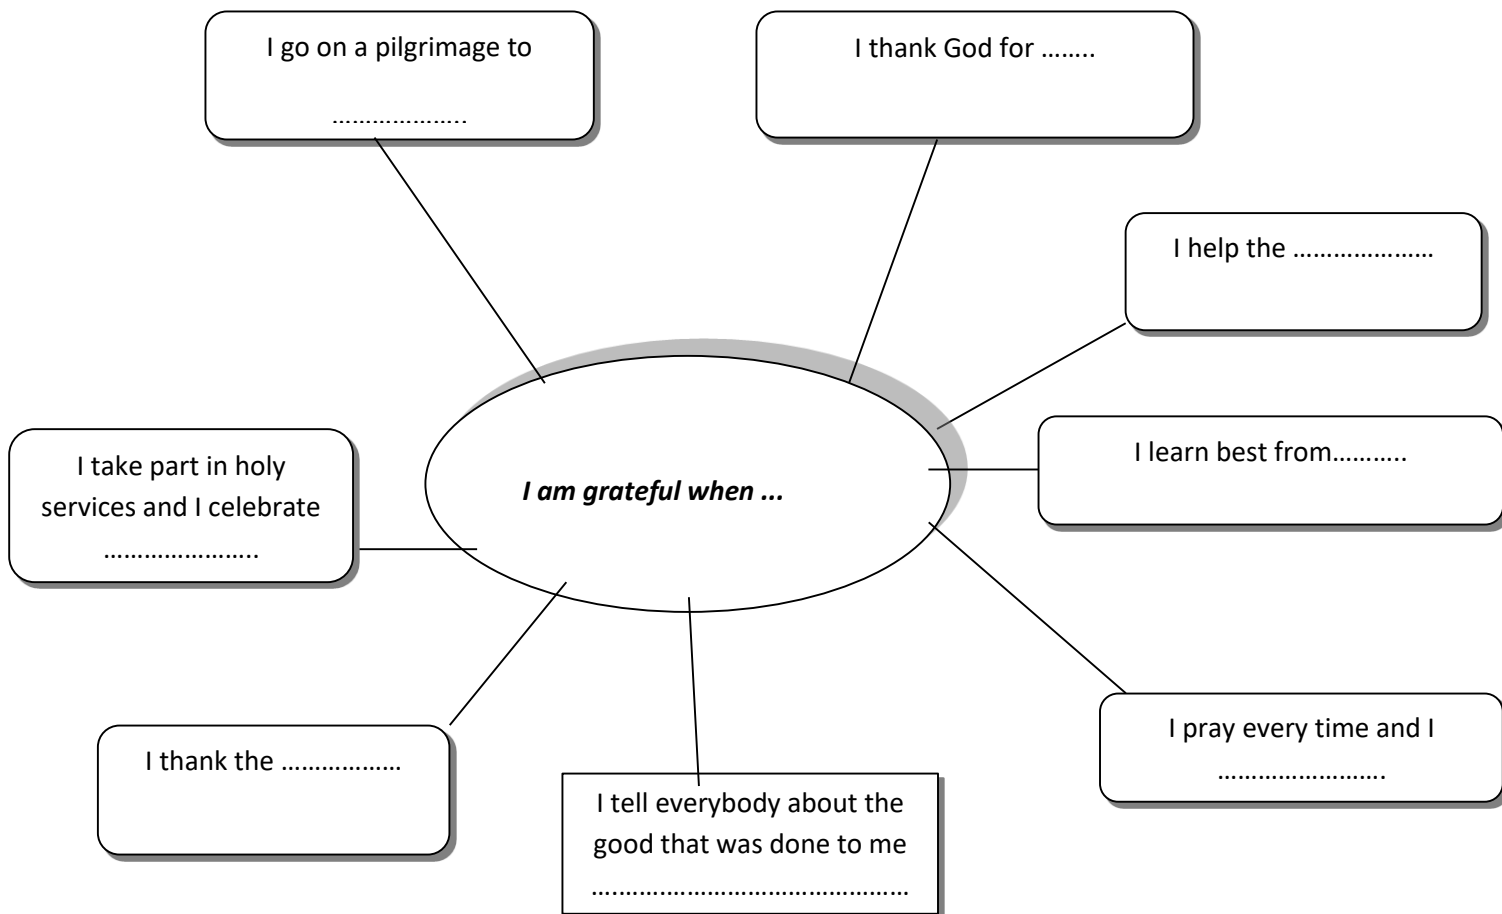 I go on a pilgrimage to
………………..
I thank God for ……..
I help the …………………
I learn best from………..
I am grateful when ...
I take part in holy
services and I celebrate
…………………..
I pray every time and I
…………………….
I thank the ………………
I tell everybody about the
good that was done to me
…………………………………………